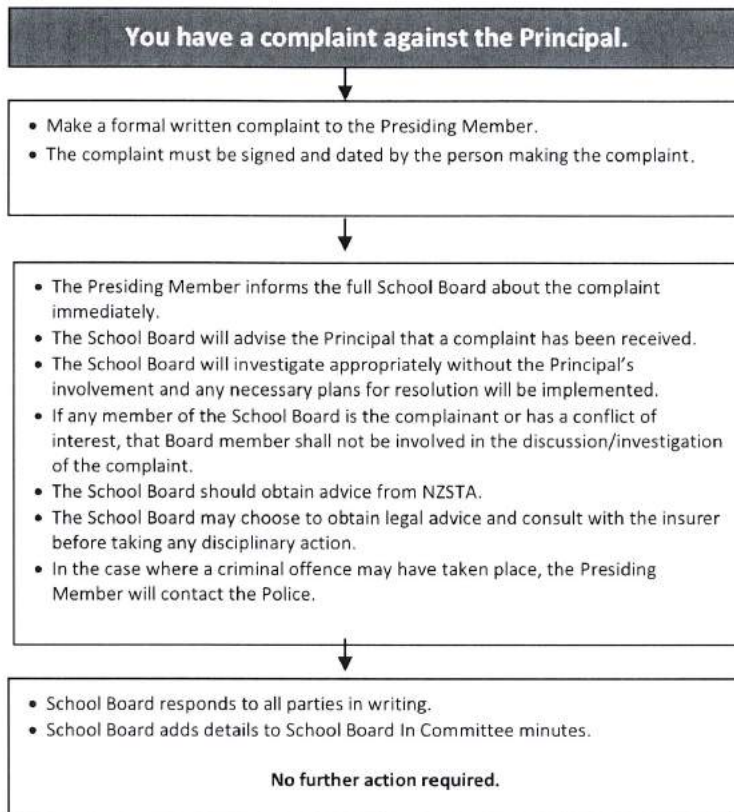 You have a complaint against the Principal.
• Make a formal written complaint to the Presiding Member.
• The complaint must be signed and dated by the person making the complaint.
• The Presiding Member informs the full School Board about the complaint
immediately.
• The School Board will advise the Principal that a complaint has been received.
• The School Board will investigate appropriately without the Principal's
involvement and any necessary plans for resolution will be implemented.
• If any member of the School Board is the complainant or has a conflict of
interest, that Board member shall not be involved in the discussion/investigation
of the complaint.
• The School Board should obtain advice from NZSTA.
• The School Board may choose to obtain legal advice and consult with the insurer
before taking any disciplinary action.
• In the case where a criminal offence may have taken place, the Presiding
Member will contact the Police.
• School Board responds to all parties in writing.
• School Board adds details to School Board In Committee minutes.
No further action required.